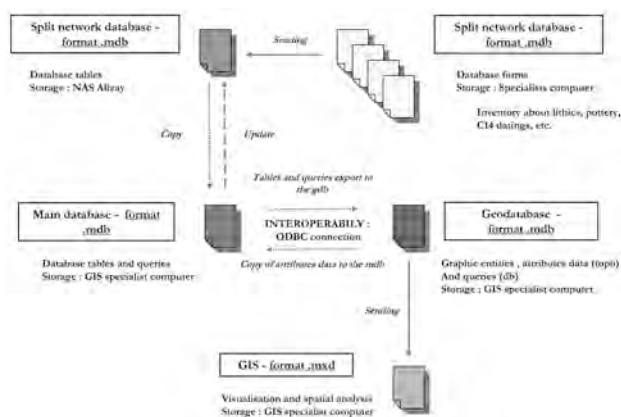 Split network database -
format .mdb
Database tables
Storage : NAS Allzay
Sending
Split network database -
format .mdb
Database forms
Storage : Specialists computer
Inventory about lithics, pottery,
C14 datings, etc.
Copy
Update
Tables and queries export to
the gdb
Main database - format
.mdb
INTEROPERABILY :
ODBC connection
Geodatabase -
format .mdb
Database tables and queries
Storage : GIS specialist computer
Copy of attributes data to the mdb
Graphic entities , attributes data (topo)
And queries (db)
Storage : GIS specialist computer
Sending
GIS - format .mxd
Visualisation and spatial analysis
Storage : GIS specialist computer